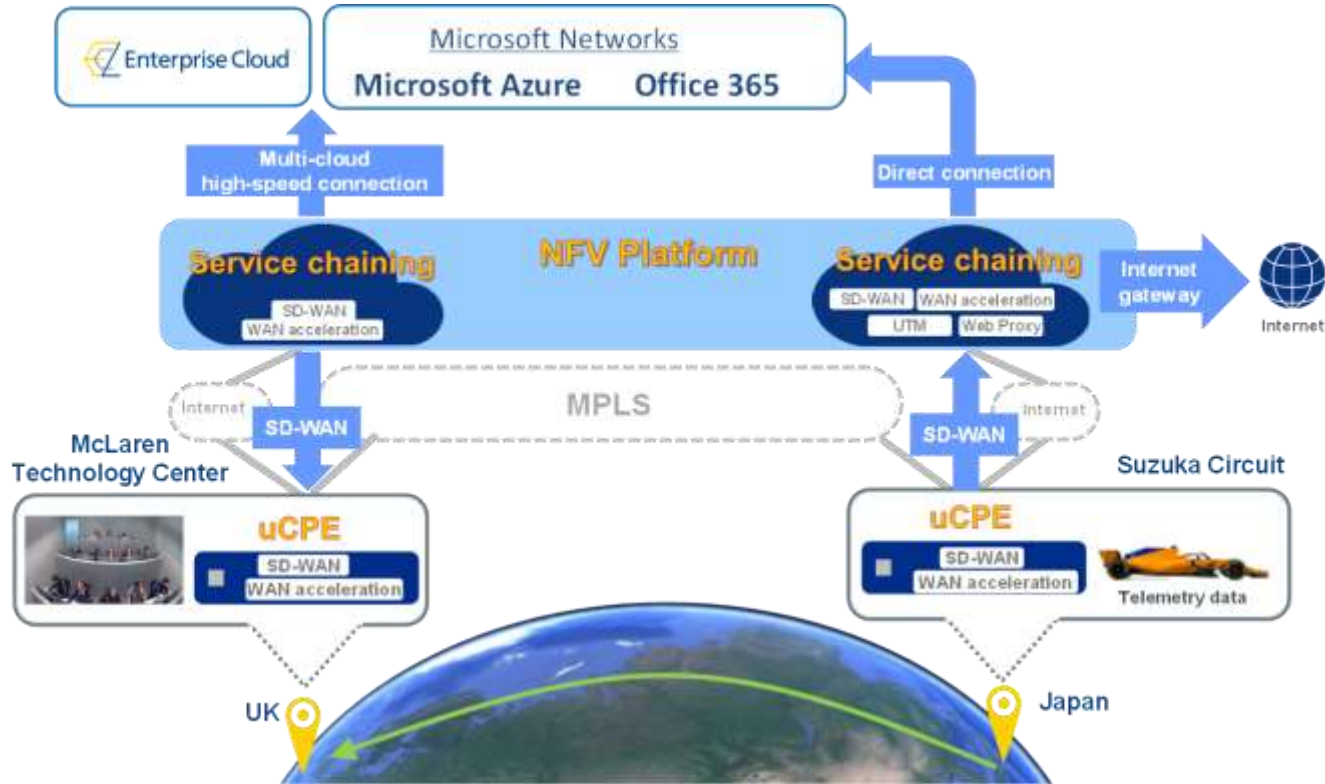 Enterprise Cloud
Microsoft Networks
Microsoft Azure Office 365
Multi-cloud
high-speed connection
Direct connection
Service chaining
NFV Platform
Service chaining
SD-WAN
WAN acceleration
SD-WAN WAN acceleration
UTM Web Proxy
Internet
gateway
Internet
Internet
MPLS
Internet
SD-WAN
SD-WAN
McLaren
Technology Center
Suzuka Circuit
uCPE
SD-WAN
WAN acceleration
uCPE
SD-WAN
WAN acceleration
Telemetry data
UK
Japan